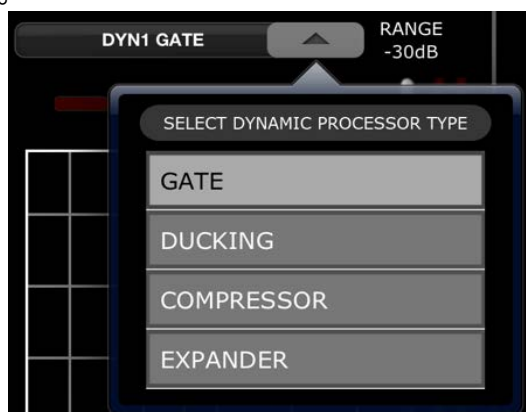 DYN1 GATE
RANGE
-30dB
SELECT DYNAMIC PROCESSOR TYPE
GATE
DUCKING
COMPRESSOR
EXPANDER